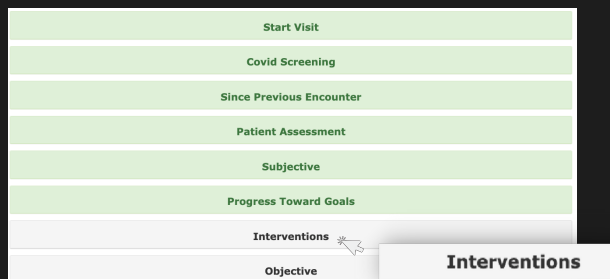 Start Visit
Covid Screening
Since Previous Encounter
Patient Assessment
Subjective
Progress Toward Goals
Interventions
Objective
Interventions